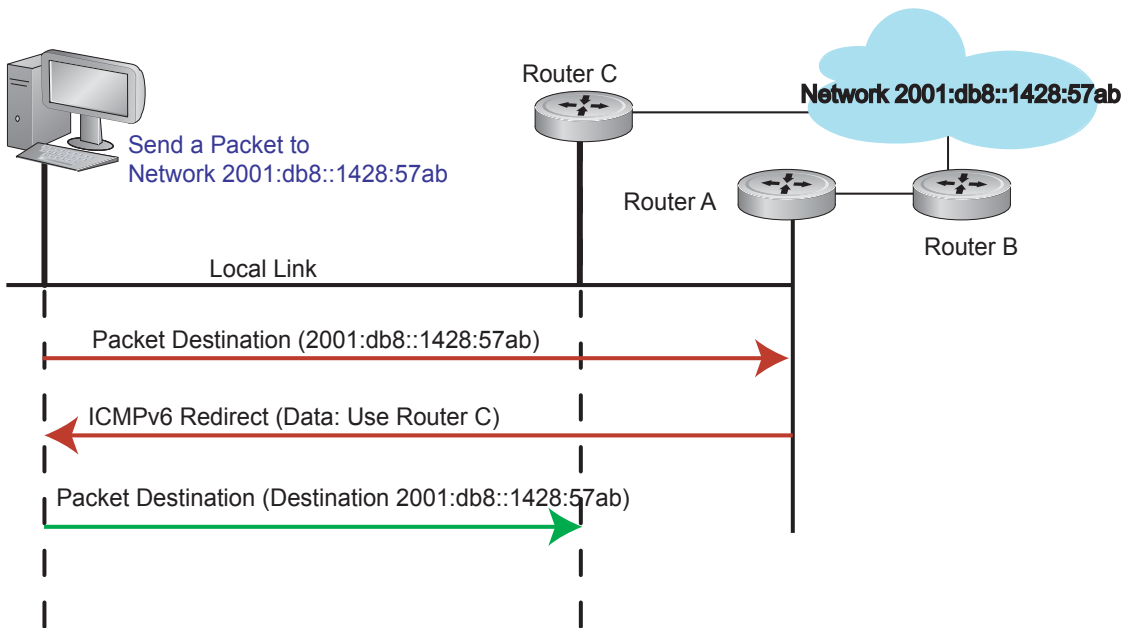 Router C
Network 2001:db8::1428:57ab
Send a Packet to
Network 2001:db8::1428:57ab
Router A
Router B
Local Link
Packet Destination (2001:db8::1428:57ab)
ICMPv6 Redirect (Data: Use Router C)
Packet Destination (Destination 2001:db8::1428:57ab)